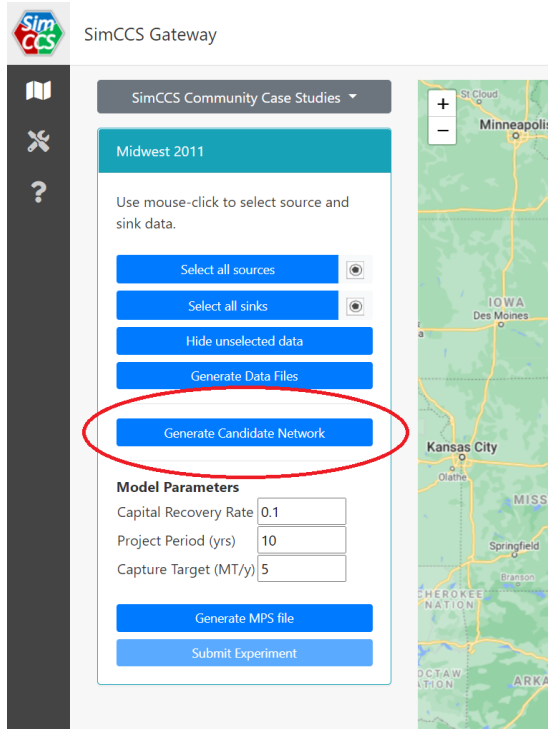 Sim
CCS
SimCCS Gateway
SimCCS Community Case Studies
Midwest 2011
Use mouse-click to select source and
sink data.
Select all sources
Select all sinks
Hide unselected data
Generate Data Files
Generate Candidate Network
Model Parameters
Capital Recovery Rate 0.1
Project Period (yrs) 10
Capture Target (MT/y) 5
Generate MPS file
Submit Experiment
+
−
St Cloud
Minneapolis
IOWA
Des Moines
Kansas City
Olathe
MISS
Springfield
Branson
CHEROKEE
NATION
OCTAW
ATION
ARKA